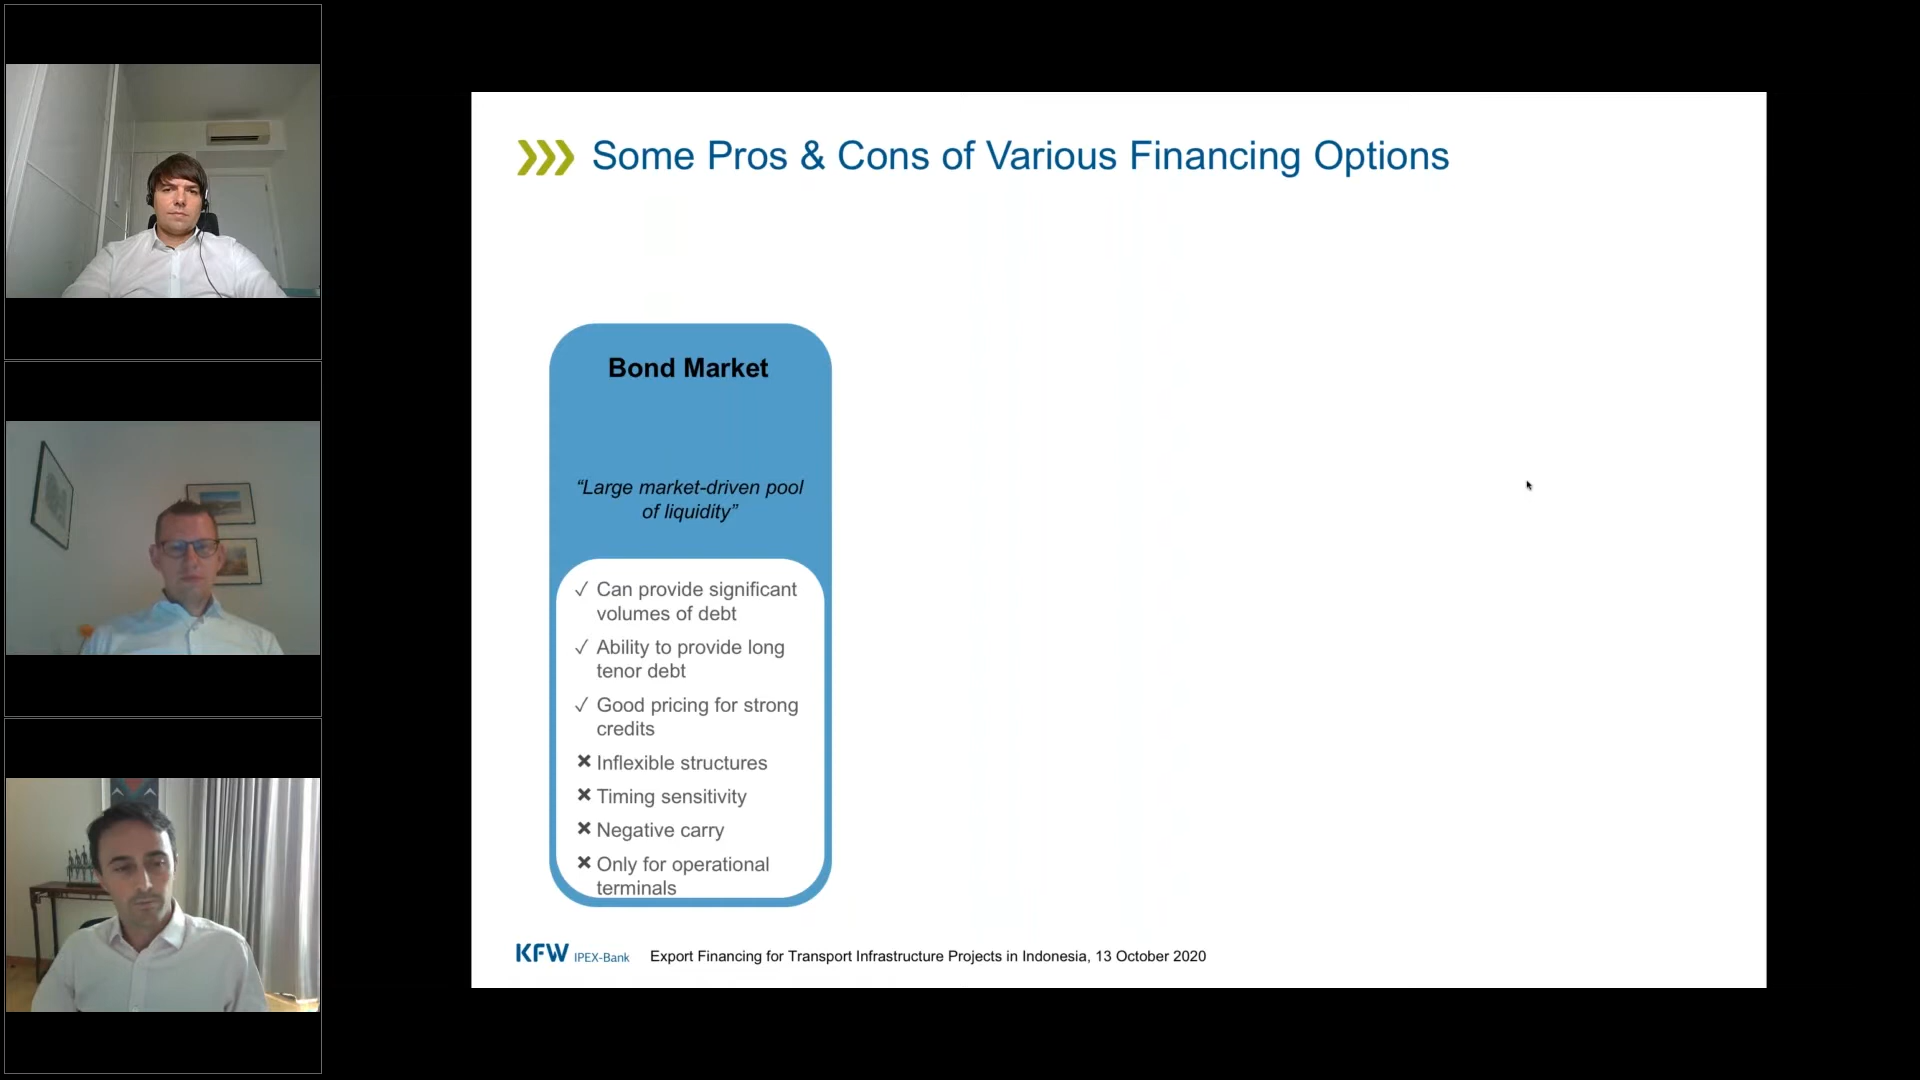 Some Pros & Cons of Various Financing Options
Bond Market
“Large market-driven pool
of liquidity”
✓ Can provide significant
volumes of debt
✓ Ability to provide long
tenor debt
✓ Good pricing for strong
credits
✖ Inflexible structures
✖ Timing sensitivity
✖ Negative carry
✖ Only for operational
terminals
KFW IPEX-Bank Export Financing for Transport Infrastructure Projects in Indonesia, 13 October 2020